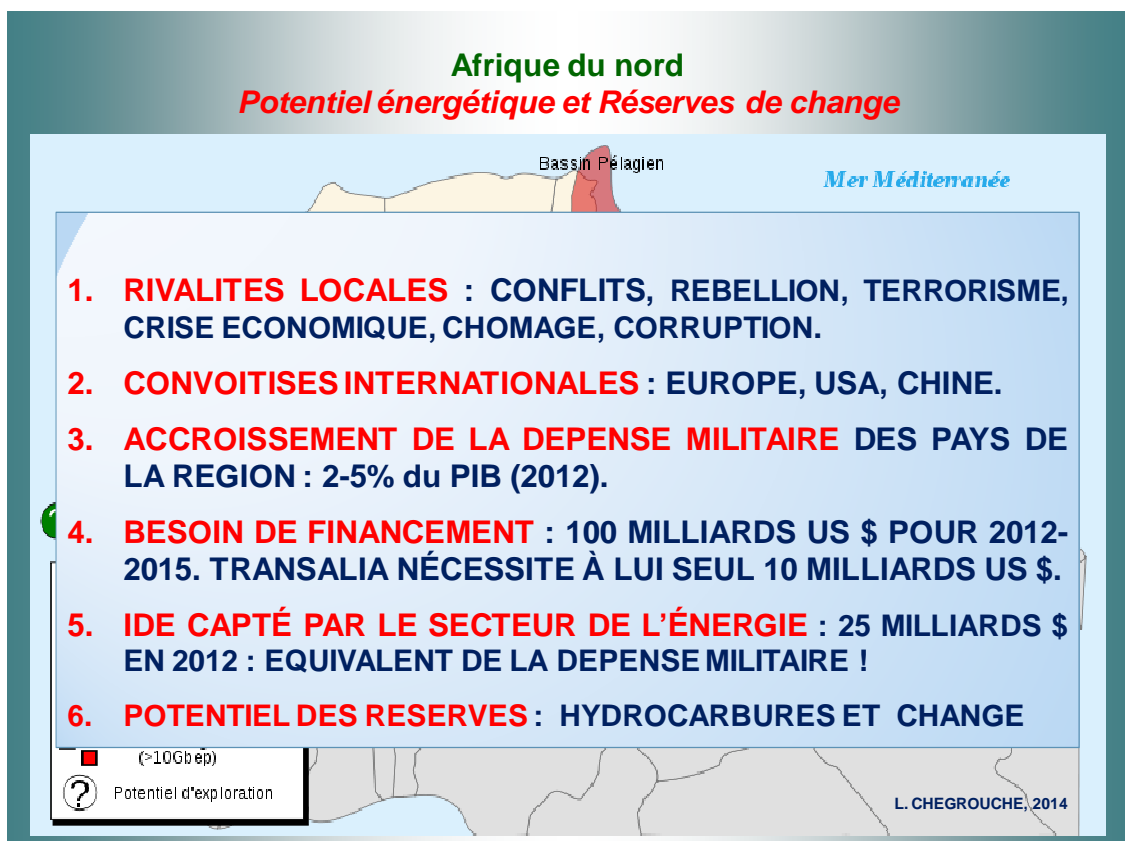 Afrique du nord
Potentiel énergétique et Réserves de change
Bassin Pélagien
Mer Méditerranée
1. RIVALITES LOCALES : CONFLITS, REBELLION, TERRORISME,
CRISE ECONOMIQUE, CHOMAGE, CORRUPTION.
2. CONVOITISES INTERNATIONALES : EUROPE, USA, CHINE.
3. ACCROISSEMENT DE LA DEPENSE MILITAIRE DES PAYS DE
LA REGION : 2-5% du PIB (2012).
4. BESOIN DE FINANCEMENT : 100 MILLIARDS US $ POUR 2012-
2015. TRANSALIA NÉCESSITE À LUI SEUL 10 MILLIARDS US $.
5. IDE CAPTÉ PAR LE SECTEUR DE L’ÉNERGIE : 25 MILLIARDS $
EN 2012 : EQUIVALENT DE LA DEPENSE MILITAIRE !
6. POTENTIEL DES RESERVES : HYDROCARBURES ET CHANGE
(>10Gbép)
? Potentiel d'exploration
L. CHEGROUCHE, 2014